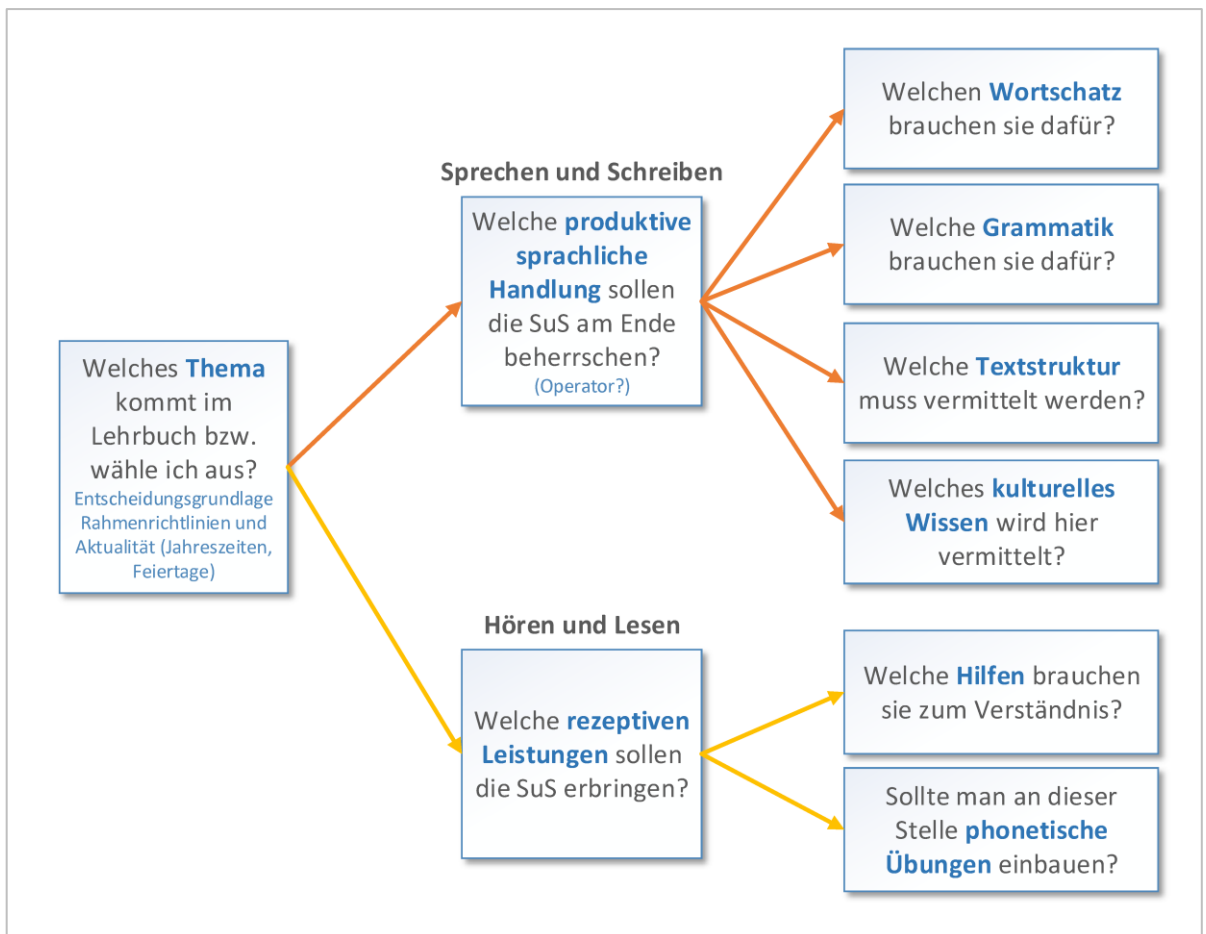 Welches Thema
kommt im
Lehrbuch bzw.
wähle ich aus?
Entscheidungsgrundlage
Rahmenrichtlinien und
Aktualität (Jahreszeiten,
Feiertage)
Sprechen und Schreiben
Welche produktive
sprachliche
Handlung sollen
die SuS am Ende
beherrschen?
(Operator?)
Welchen Wortschatz
brauchen sie dafür?
Welche Grammatik
brauchen sie dafür?
Welche Textstruktur
muss vermittelt werden?
Welches kulturelles
Wissen wird hier
vermittelt?
Hören und Lesen
Welche rezeptiven
Leistungen sollen
die SuS erbringen?
Welche Hilfen brauchen
sie zum Verständnis?
Sollte man an dieser
Stelle phonetische
Übungen einbauen?